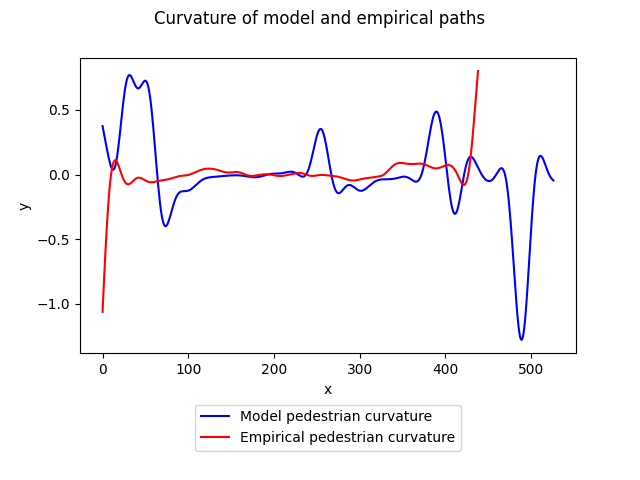 Curvature of model and empirical paths
0.5
0.0
−0.5
−1.0
y
0 100 200 300 400 500
x
Model pedestrian curvature
Empirical pedestrian curvature